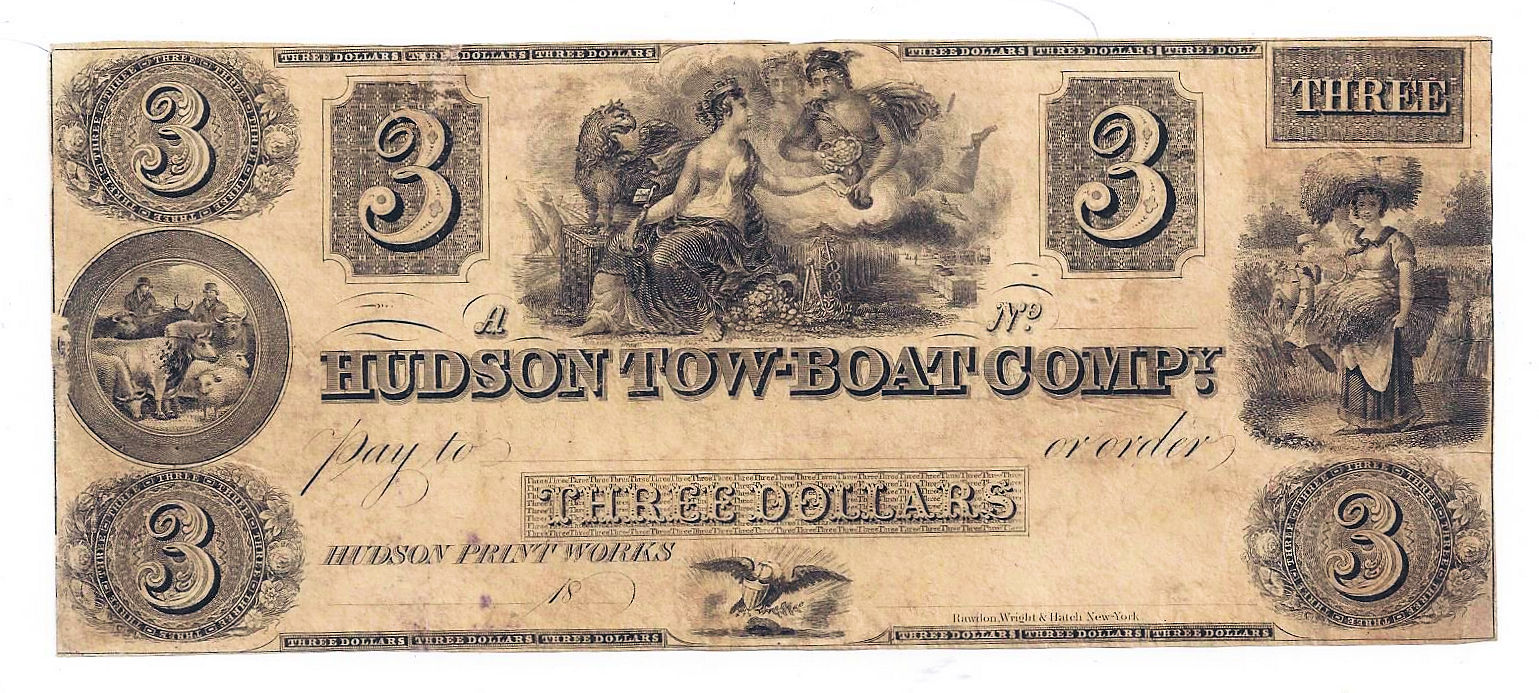 THREE DOLLARS THREE DOLLARS THREE DOLLARS
THREE DOLLARS THREE DOLLARS THREE DOLLA
THREE
3
3
3
A
No
HUDSON TOW-BOAT COMPY.
pay to
or order
THREE DOLLARS
HUDSON PRINT WORKS
18
3
3
Rawdon, Wright & Hatch New-York
THREE DOLLARS THREE DOLLARS THREE DOLLARS
THREE DOLLARS THREE DOLLARS THREE DOLLARS